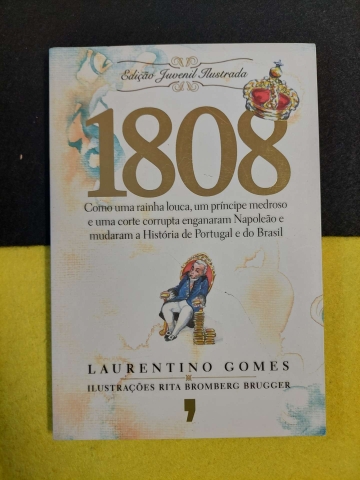 Edição Juvenil Ilustrada
1808
Como uma rainha louca, um príncipe medroso
e uma corte corrupta enganaram Napoleão e
mudaram a História de Portugal e do Brasil
LAURENTINO GOMES
ILUSTRAÇÕES RITA BROMBERG BRUGGER